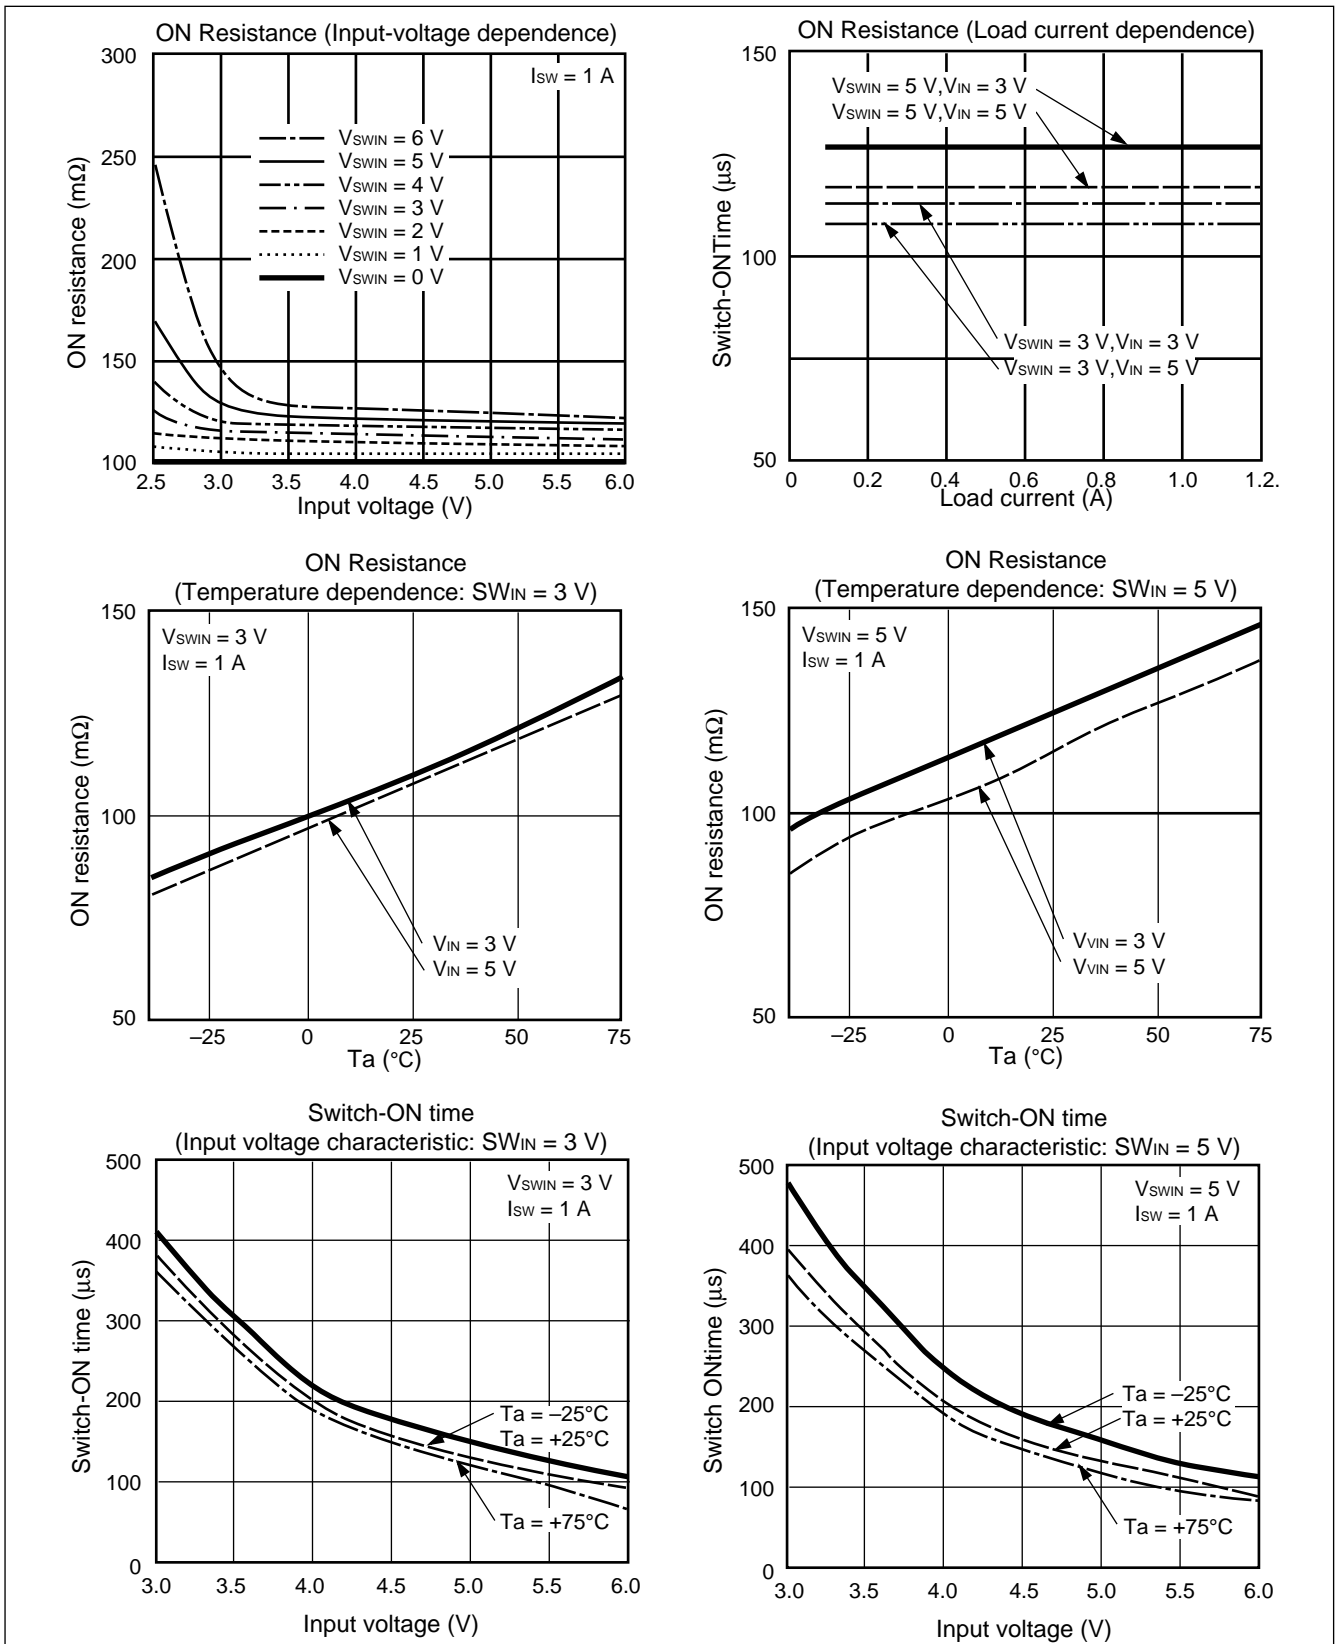 ON Resistance (Input-voltage dependence)
300
250
200
150
100
ON resistance (mΩ)
ISW = 1 A
VSWIN = 6 V
VSWIN = 5 V
VSWIN = 4 V
VSWIN = 3 V
VSWIN = 2 V
VSWIN = 1 V
VSWIN = 0 V
2.5 3.0 3.5 4.0 4.5 5.0 5.5 6.0
Input voltage (V)
ON Resistance (Load current dependence)
150
100
50
Switch-ONTime (µs)
VSWIN = 5 V,VIN = 3 V
VSWIN = 5 V,VIN = 5 V
VSWIN = 3 V,VIN = 3 V
VSWIN = 3 V,VIN = 5 V
0 0.2 0.4 0.6 0.8 1.0 1.2.
Load current (A)
ON Resistance
(Temperature dependence: SWIN = 3 V)
150
100
50
ON resistance (mΩ)
VSWIN = 3 V
ISW = 1 A
VIN = 3 V
VIN = 5 V
–25 0 25 50 75
Ta (°C)
ON Resistance
(Temperature dependence: SWIN = 5 V)
150
100
50
ON resistance (mΩ)
VSWIN = 5 V
ISW = 1 A
VVIN = 3 V
VVIN = 5 V
–25 0 25 50 75
Ta (°C)
Switch-ON time
(Input voltage characteristic: SWIN = 3 V)
500
400
300
200
100
0
Switch-ON time (µs)
VSWIN = 3 V
ISW = 1 A
Ta = –25°C
Ta = +25°C
Ta = +75°C
3.0 3.5 4.0 4.5 5.0 5.5 6.0
Input voltage (V)
Switch-ON time
(Input voltage characteristic: SWIN = 5 V)
500
400
300
200
100
0
Switch ONtime (µs)
VSWIN = 5 V
ISW = 1 A
Ta = –25°C
Ta = +25°C
Ta = +75°C
3.0 3.5 4.0 4.5 5.0 5.5 6.0
Input voltage (V)